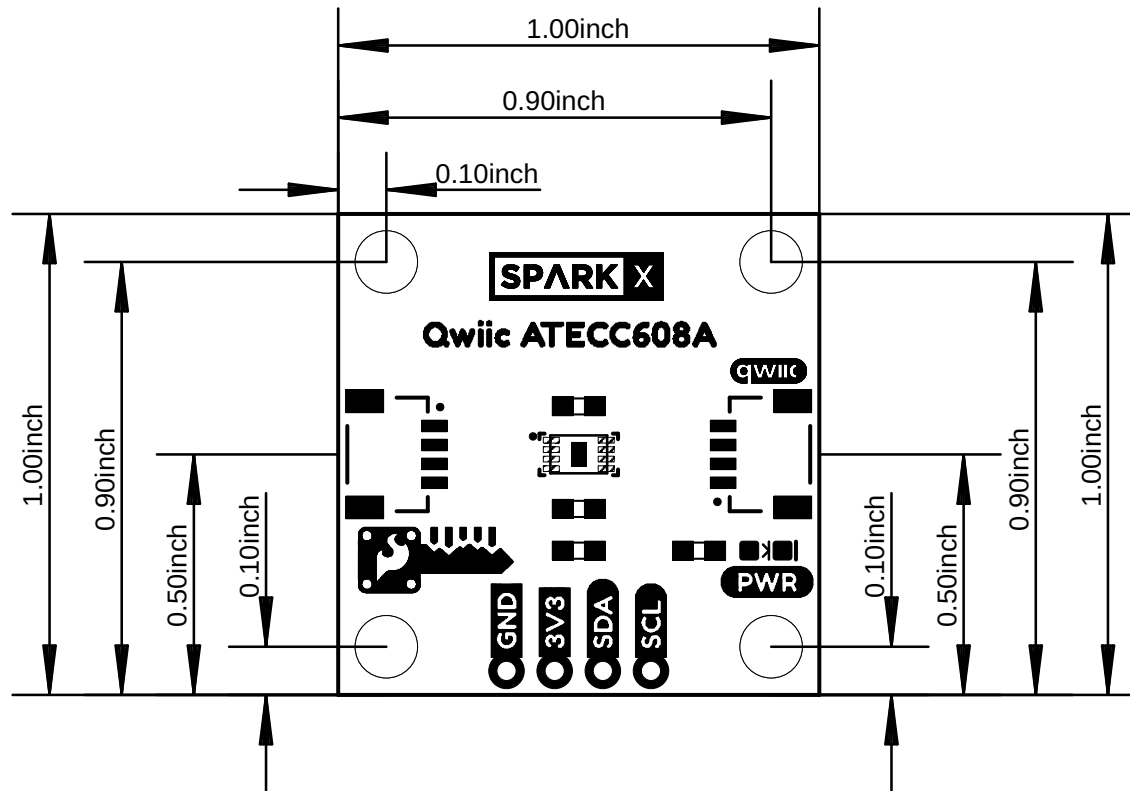 1.00inch
0.90inch
0.10inch
SPARK X
Qwiic ATECC608A
qwiic
1.00inch
0.90inch
0.50inch
0.10inch
0.10inch
0.50inch
0.90inch
1.00inch
PWR
GND
3V3
SDA
SCL